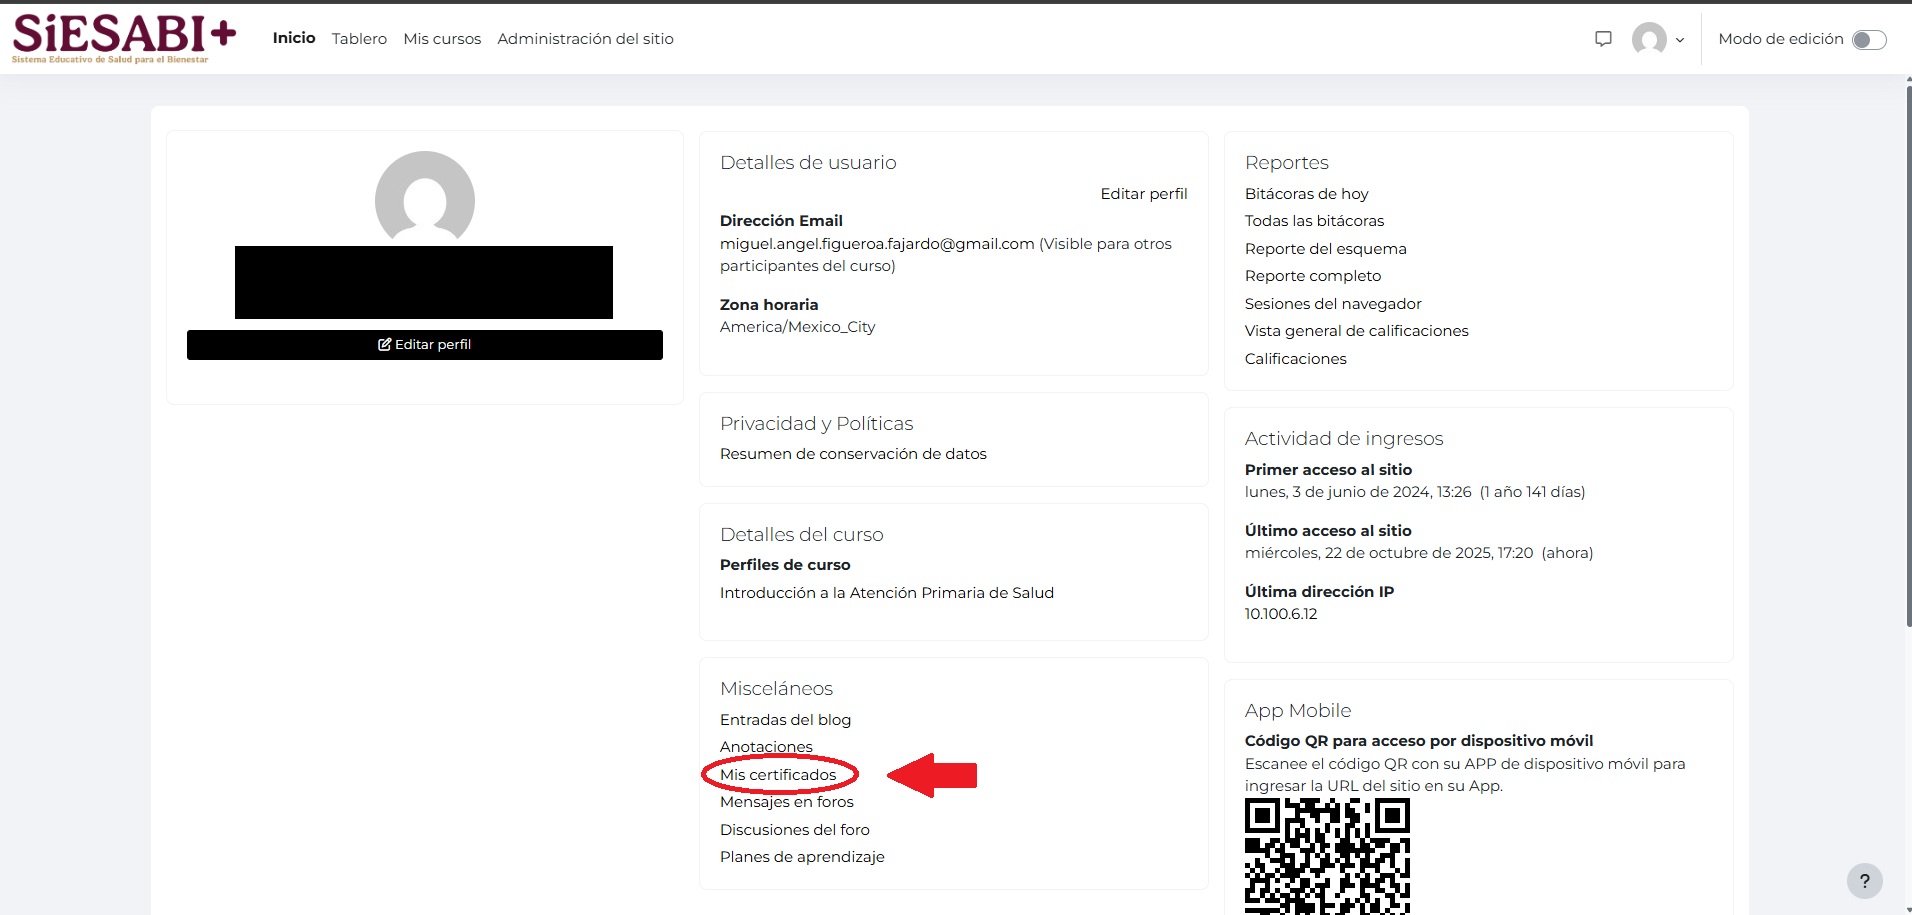 SiESABI+
Sistema Educativo de Salud para el Bienestar
Inicio
Tablero
Mis cursos
Administración del sitio
Modo de edición
Editar perfil
Detalles de usuario
Editar perfil
Dirección Email
miguel.angel.figueroa.fajardo@gmail.com (Visible para otros
participantes del curso)
Zona horaria
America/Mexico_City
Privacidad y Políticas
Resumen de conservación de datos
Detalles del curso
Perfiles de curso
Introducción a la Atención Primaria de Salud
Misceláneos
Entradas del blog
Anotaciones
Mis certificados
Mensajes en foros
Discusiones del foro
Planes de aprendizaje
Reportes
Bitácoras de hoy
Todas las bitácoras
Reporte del esquema
Reporte completo
Sesiones del navegador
Vista general de calificaciones
Calificaciones
Actividad de ingresos
Primer acceso al sitio
lunes, 3 de junio de 2024, 13:26 (1 año 141 días)
Último acceso al sitio
miércoles, 22 de octubre de 2025, 17:20 (ahora)
Última dirección IP
10.100.6.12
App Mobile
Código QR para acceso por dispositivo móvil
Escanee el código QR con su APP de dispositivo móvil para
ingresar la URL del sitio en su App.
?